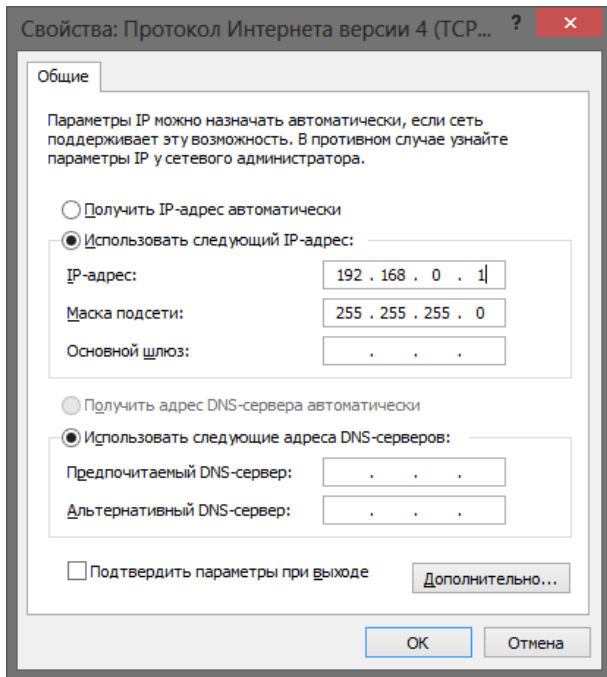 Свойства: Протокол Интернета версии 4 (TCP... ? ×
Общие
Параметры IP можно назначать автоматически, если сеть
поддерживает эту возможность. В противном случае узнайте
параметры IP у сетевого администратора.
Получить IP-адрес автоматически
Использовать следующий IP-адрес:
IP-адрес: 192 . 168 . 0 . 1
Маска подсети: 255 . 255 . 255 . 0
Основной шлюз: . . .
Получить адрес DNS-сервера автоматически
Использовать следующие адреса DNS-серверов:
Предпочитаемый DNS-сервер: . . .
Альтернативный DNS-сервер: . . .
Подтвердить параметры при выходе
Дополнительно...
ОК Отмена